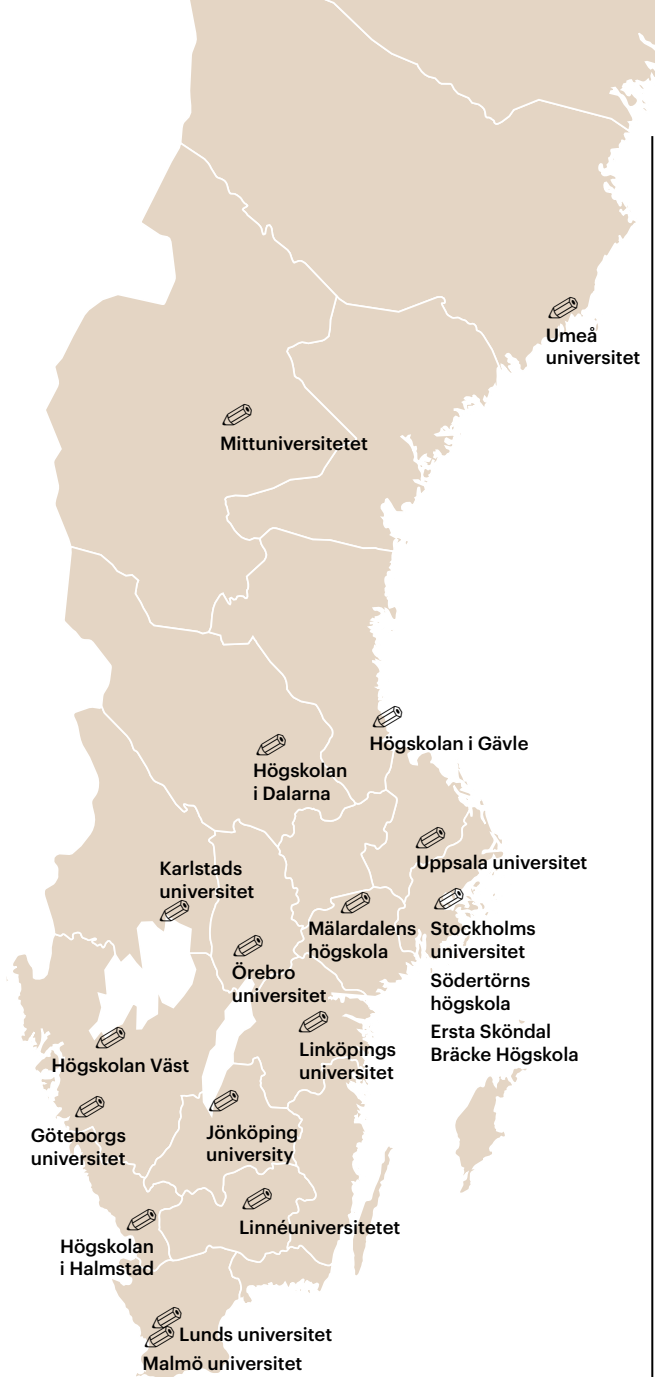 Umeå
universitet
Mittuniversitetet
Högskolan i Gävle
Högskolan
i Dalarna
Uppsala universitet
Karlstads
universitet
Mälardalens
högskola
Stockholms
universitet
Södertörns
högskola
Ersta Sköndal
Bräcke Högskola
Örebro
universitet
Linköpings
universitet
Högskolan Väst
Göteborgs
universitet
Jönköping
university
Linnéuniversitetet
Högskolan
i Halmstad
Lunds universitet
Malmö universitet